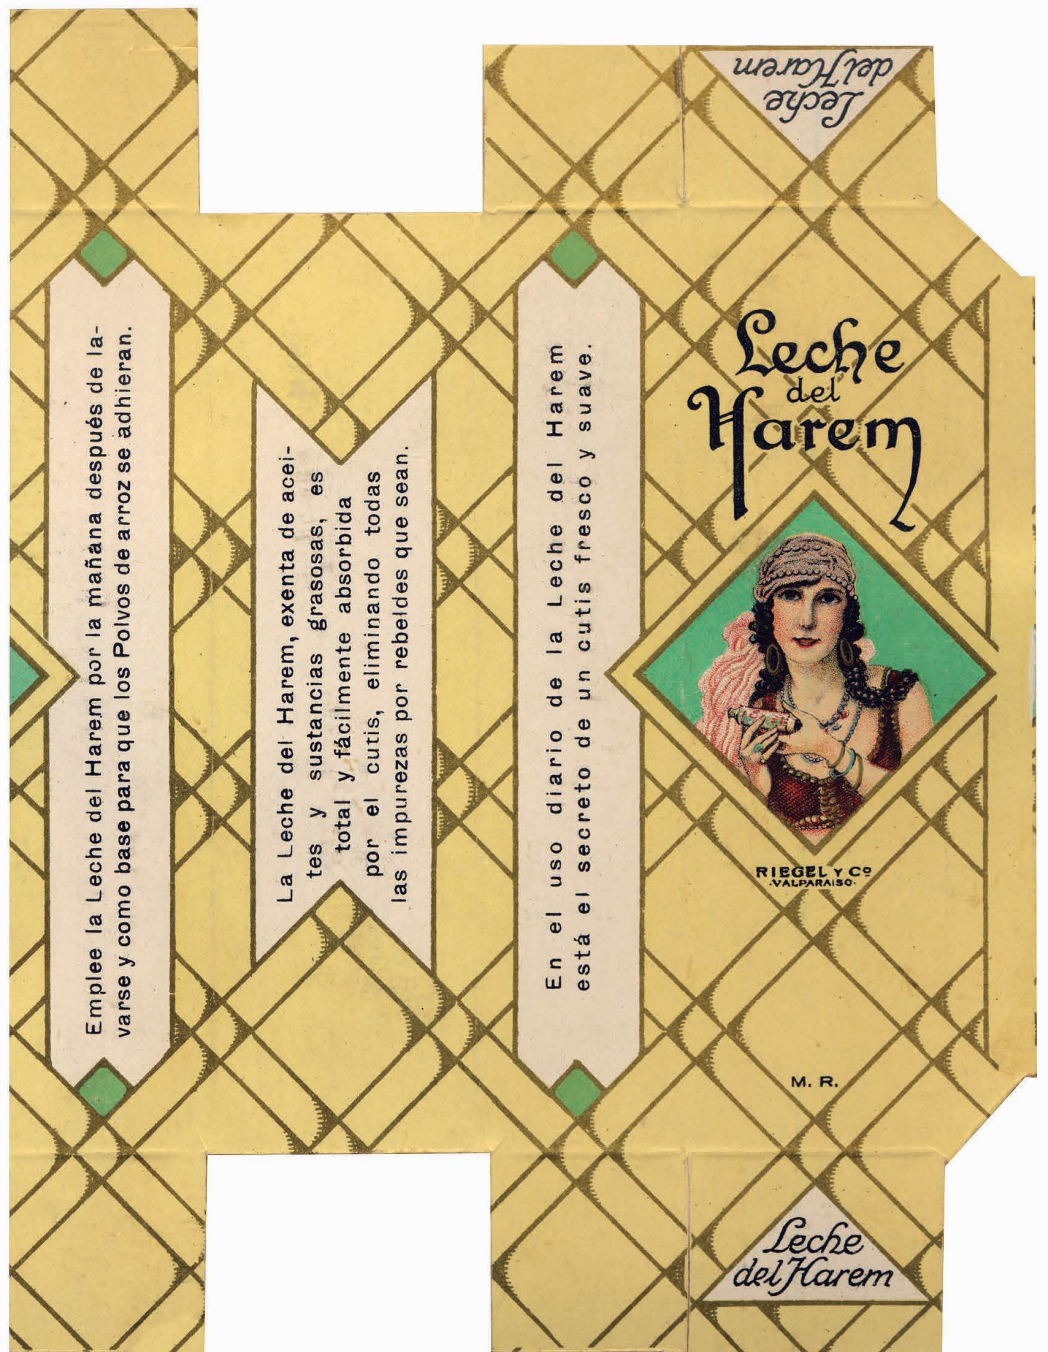 Leche
del Harem
Emplee la Leche del Harem por la mañana después de la-
varse y como base para que los Polvos de arroz se adhieran.
La Leche del Harem, exenta de acei-
tes y sustancias grasosas, es
total y fácilmente absorbida
por el cutis, eliminando todas
las impurezas por rebeldes que sean.
En el uso diario de la Leche del Harem
está el secreto de un cutis fresco y suave.
Leche
del
Harem
RIEGEL Y Cº
·VALPARAISO·
M. R.
Leche
del Harem